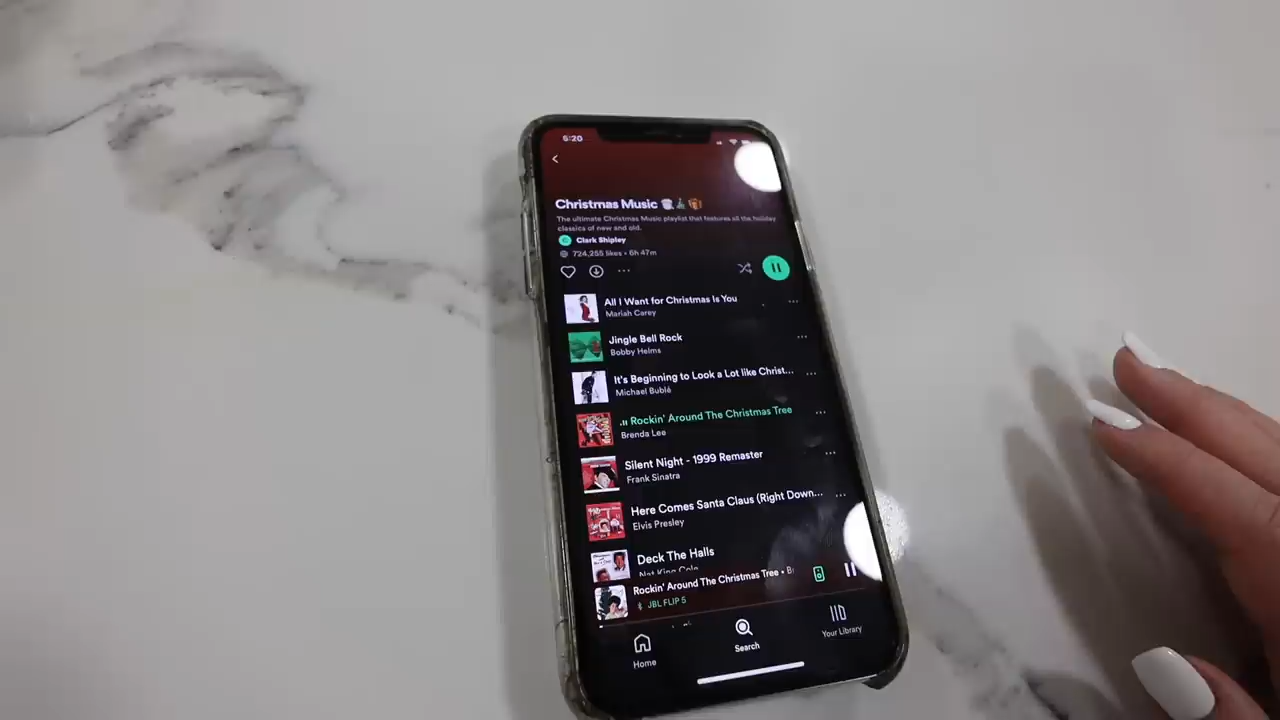 5:20
Christmas Music
The ultimate Christmas Music playlist that features all the holiday
classics of new and old.
Clark Shipley
724,255 likes • 6h 47m
All I Want for Christmas Is You
Mariah Carey
Jingle Bell Rock
Bobby Helms
It's Beginning to Look a Lot like Christ...
Michael Bublé
Rockin' Around The Christmas Tree
Brenda Lee
Silent Night - 1999 Remaster
Frank Sinatra
Here Comes Santa Claus (Right Down...
Elvis Presley
Deck The Halls
Nat King Cole
Rockin' Around The Christmas Tree • B
JBL FLIP 5
Home
Search
Your Library